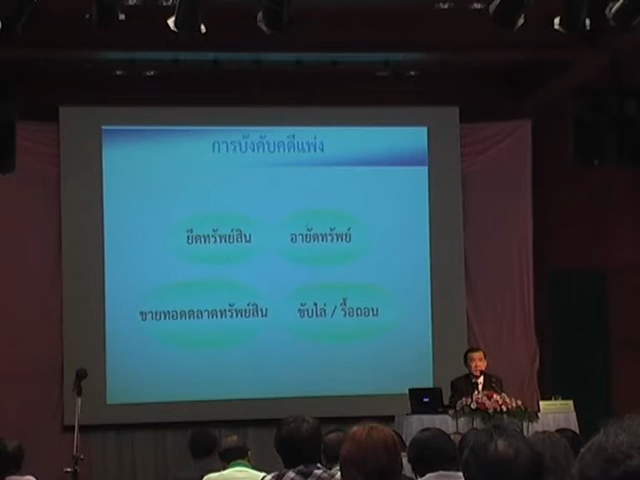 การบังคับคดีแพ่ง
ยึดทรัพย์สิน
อายัดทรัพย์
ขายทอดตลาดทรัพย์สิน
ขับไล่ / รื้อถอน